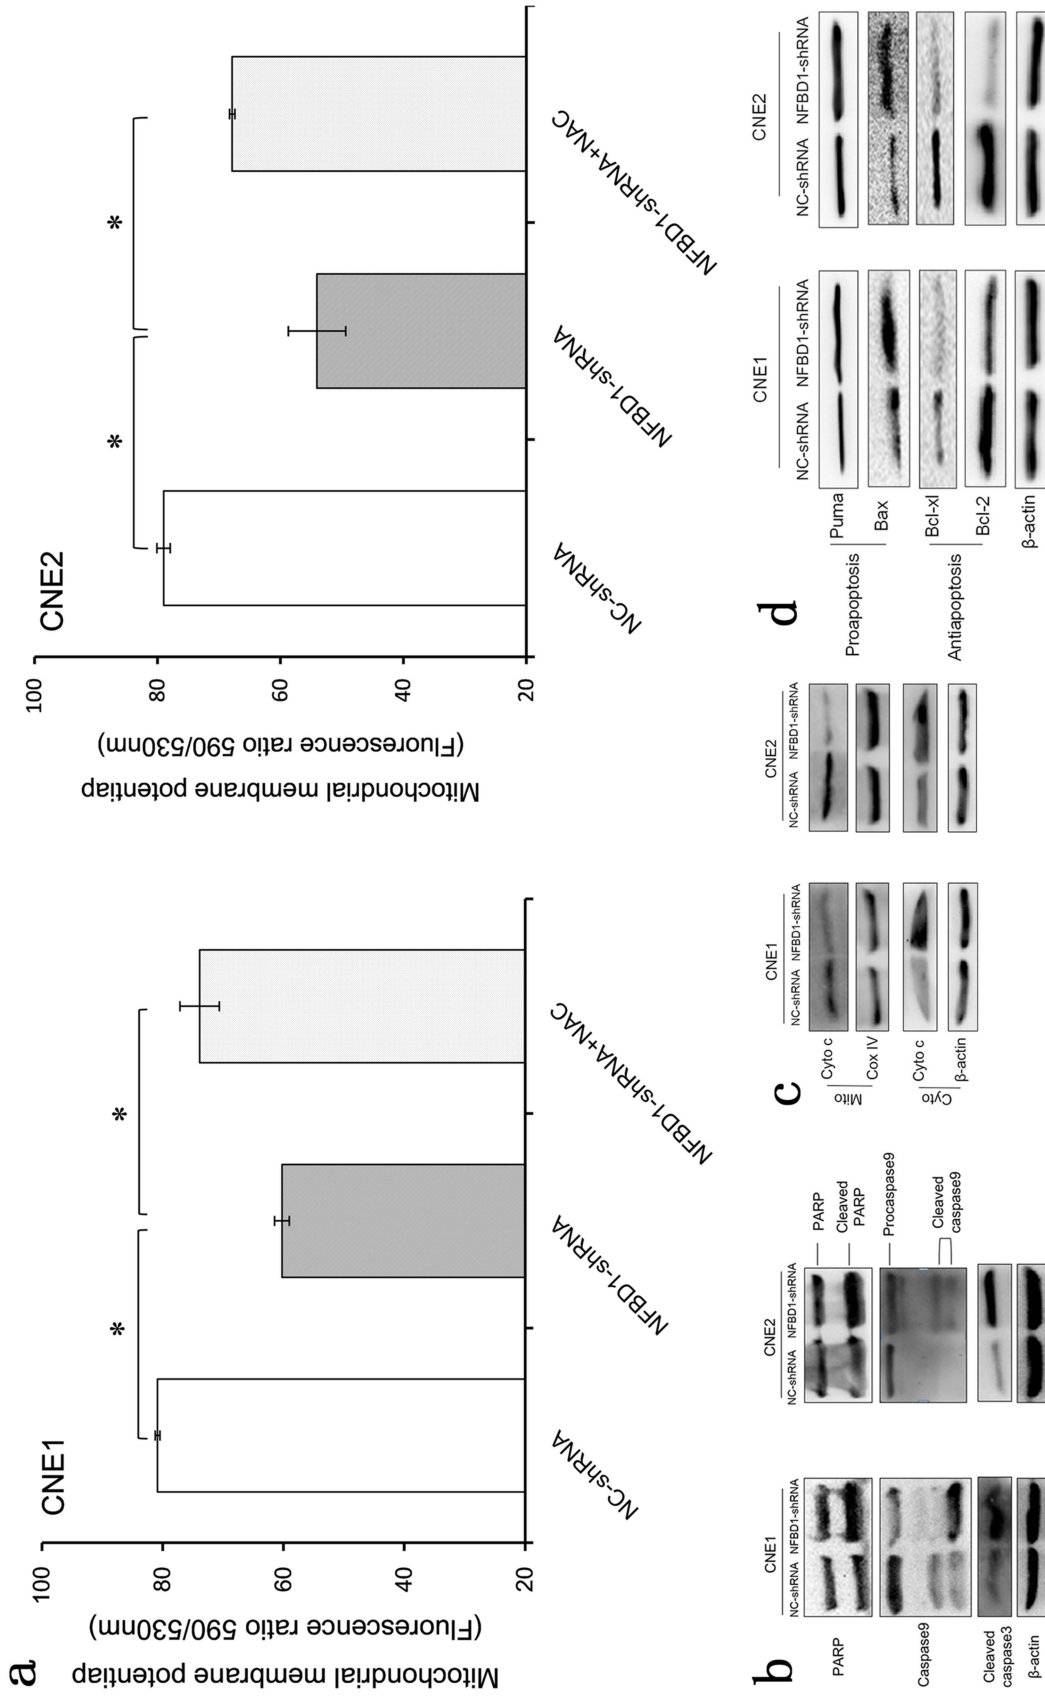 a
CNE1
Mitochondrial membrane potentiap
(Fluorescence ratio 590/530nm)
100
80
60
40
20
*
*
NC-shRNA
NFBD1-shRNA
NFBD1-shRNA+NAC
CNE2
Mitochondrial membrane potentiap
(Fluorescence ratio 590/530nm)
100
80
60
40
20
*
*
NC-shRNA
NFBD1-shRNA
NFBD1-shRNA+NAC
b
CNE1
CNE2
NC-shRNA NFBD1-shRNA
NC-shRNA NFBD1-shRNA
PARP
PARP
Cleaved
PARP
Caspase9
Procaspase9
Cleaved
caspase9
Cleaved
caspase3
β-actin
c
CNE1
CNE2
NC-shRNA NFBD1-shRNA
NC-shRNA NFBD1-shRNA
Mito
Cyto c
Cox IV
Cyto
Cyto c
β-actin
d
CNE1
CNE2
NC-shRNA NFBD1-shRNA
NC-shRNA NFBD1-shRNA
Proapoptosis
Puma
Bax
Antiapoptosis
Bcl-xl
Bcl-2
β-actin